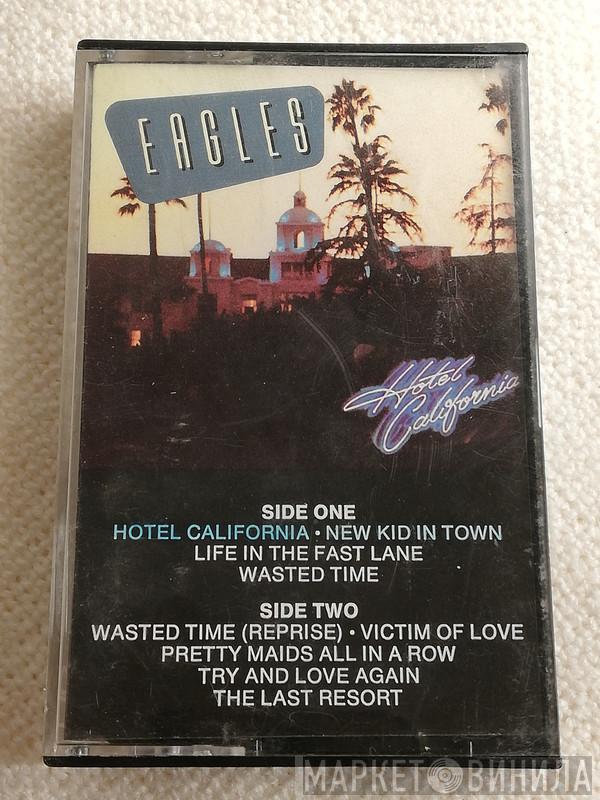 EAGLES
Hotel
California
SIDE ONE
HOTEL CALIFORNIA • NEW KID IN TOWN
LIFE IN THE FAST LANE
WASTED TIME
SIDE TWO
WASTED TIME (REPRISE) • VICTIM OF LOVE
PRETTY MAIDS ALL IN A ROW
TRY AND LOVE AGAIN
THE LAST RESORT
МАРКЕТ ВИНИЛА